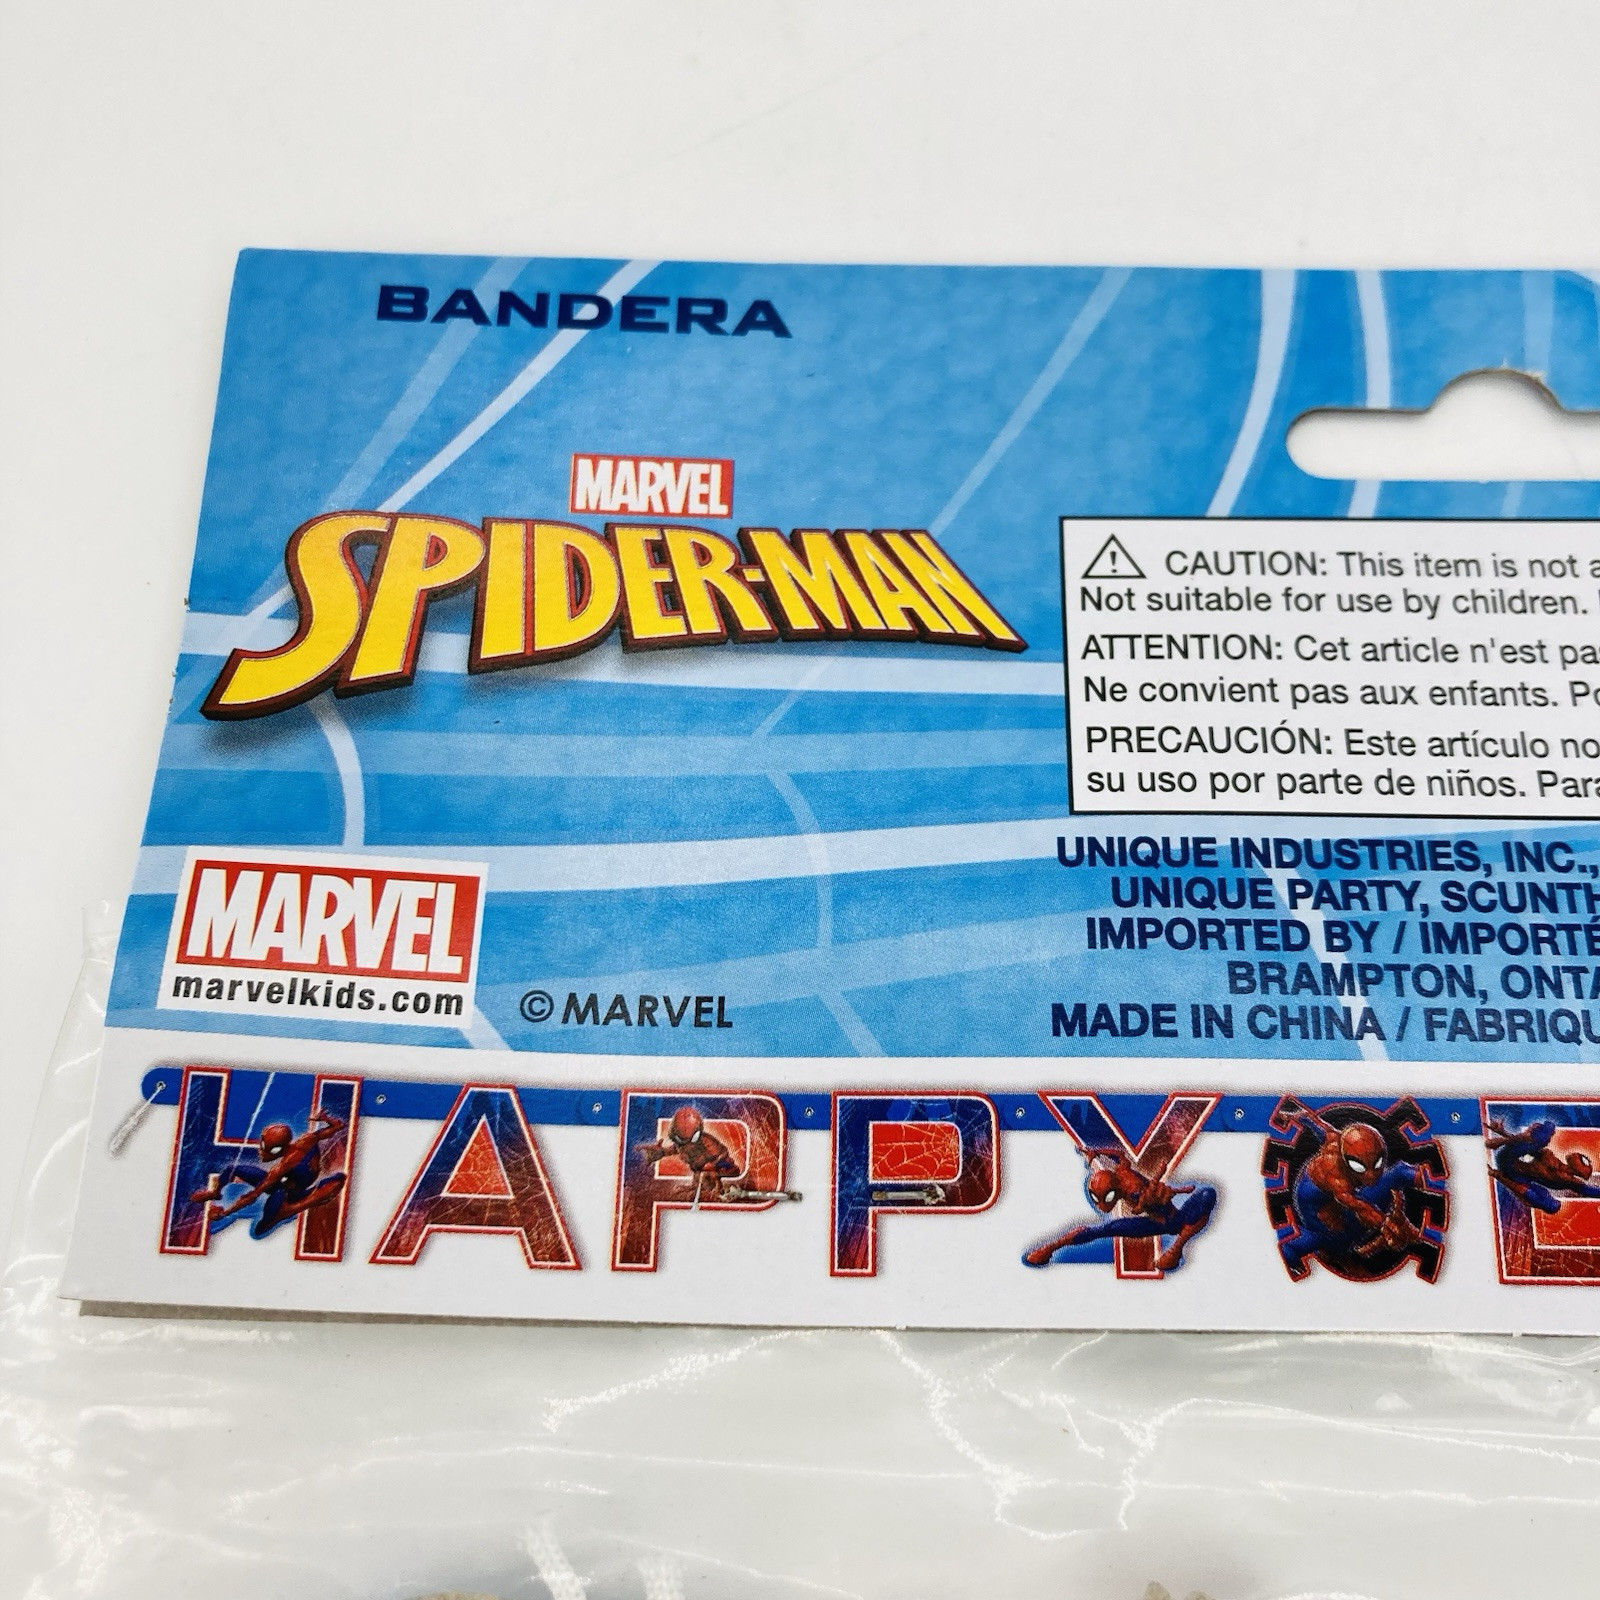 BANDERA
MARVEL
SPIDER-MAN
CAUTION: This item is not
Not suitable for use by children.
ATTENTION: Cet article n'est
Ne convient pas aux enfants.
PRECAUCIÓN: Este artículo no
su uso por parte de niños.
UNIQUE INDUSTRIES, INC.,
UNIQUE PARTY,
IMPORTED BY /
BRAMPTON,
MADE IN CHINA /
MARVEL
marvelkids.com
© MARVEL
HAPPY